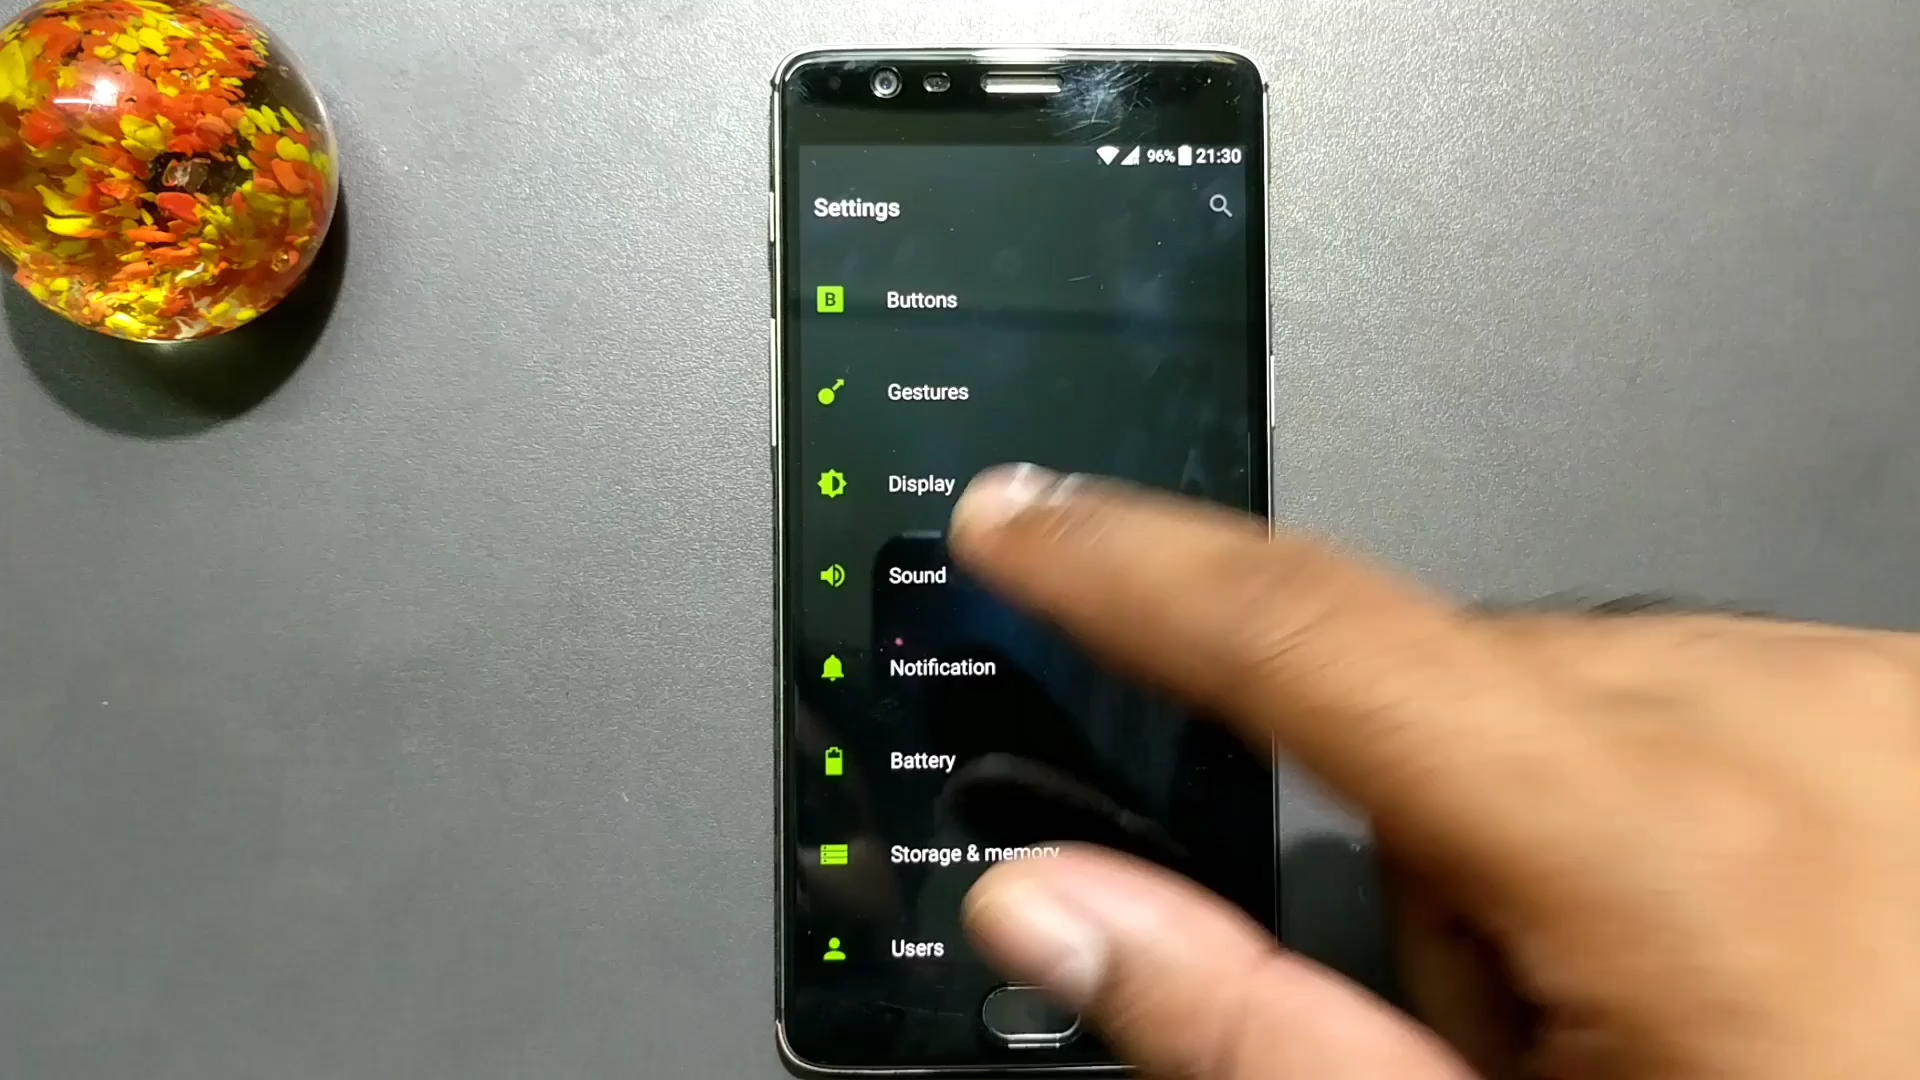 96% 21:30
Settings
B Buttons
Gestures
Display
Sound
Notification
Battery
Storage & memory
Users